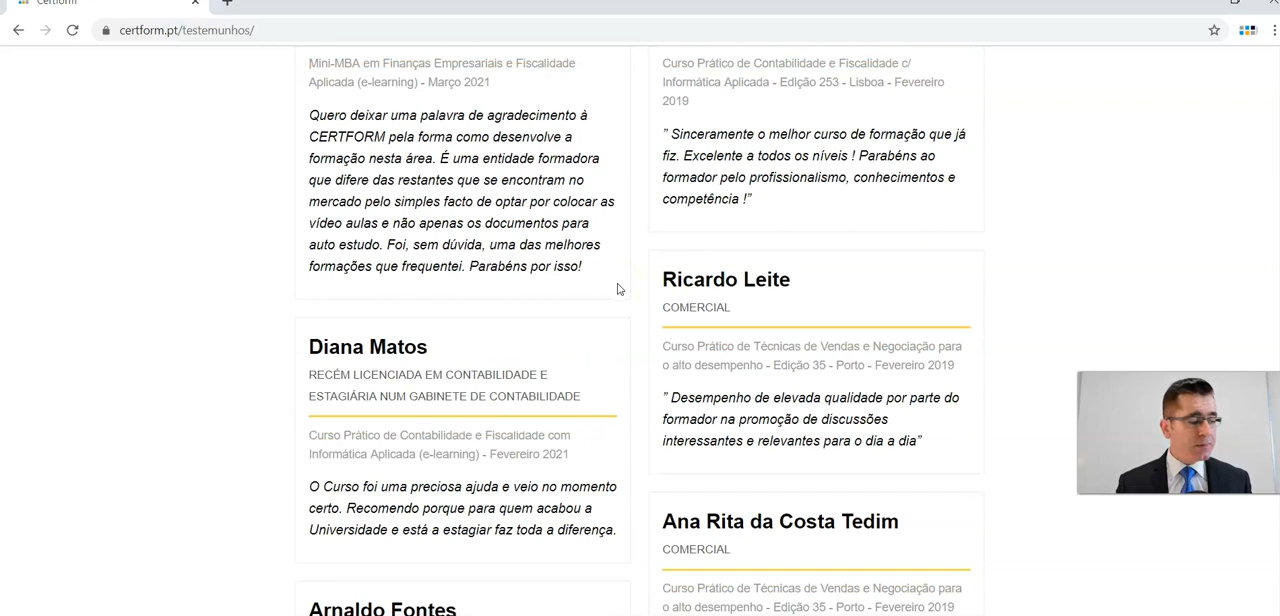 Certform
certform.pt/testemunhos/
Mini-MBA em Finanças Empresariais e Fiscalidade
Aplicada (e-learning) - Março 2021
Quero deixar uma palavra de agradecimento à
CERTFORM pela forma como desenvolve a
formação nesta área. É uma entidade formadora
que difere das restantes que se encontram no
mercado pelo simples facto de optar por colocar as
vídeo aulas e não apenas os documentos para
auto estudo. Foi, sem dúvida, uma das melhores
formações que frequentei. Parabéns por isso!
Diana Matos
RECÉM LICENCIADA EM CONTABILIDADE E
ESTAGIÁRIA NUM GABINETE DE CONTABILIDADE
Curso Prático de Contabilidade e Fiscalidade com
Informática Aplicada (e-learning) - Fevereiro 2021
O Curso foi uma preciosa ajuda e veio no momento
certo. Recomendo porque para quem acabou a
Universidade e está a estagiar faz toda a diferença.
Arnaldo Fontes
Curso Prático de Contabilidade e Fiscalidade c/
Informática Aplicada - Edição 253 - Lisboa - Fevereiro
2019
” Sinceramente o melhor curso de formação que já
fiz. Excelente a todos os níveis ! Parabéns ao
formador pelo profissionalismo, conhecimentos e
competência !”
Ricardo Leite
COMERCIAL
Curso Prático de Técnicas de Vendas e Negociação para
o alto desempenho - Edição 35 - Porto - Fevereiro 2019
” Desempenho de elevada qualidade por parte do
formador na promoção de discussões
interessantes e relevantes para o dia a dia”
Ana Rita da Costa Tedim
COMERCIAL
Curso Prático de Técnicas de Vendas e Negociação para
o alto desempenho - Edição 35 - Porto - Fevereiro 2019